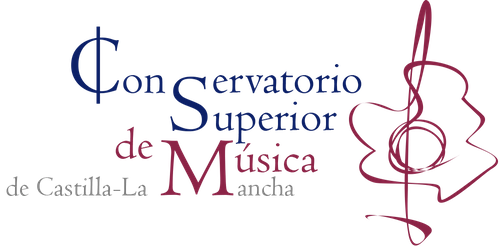 Con Servatorio
Superior
de Música
de Castilla-La Mancha